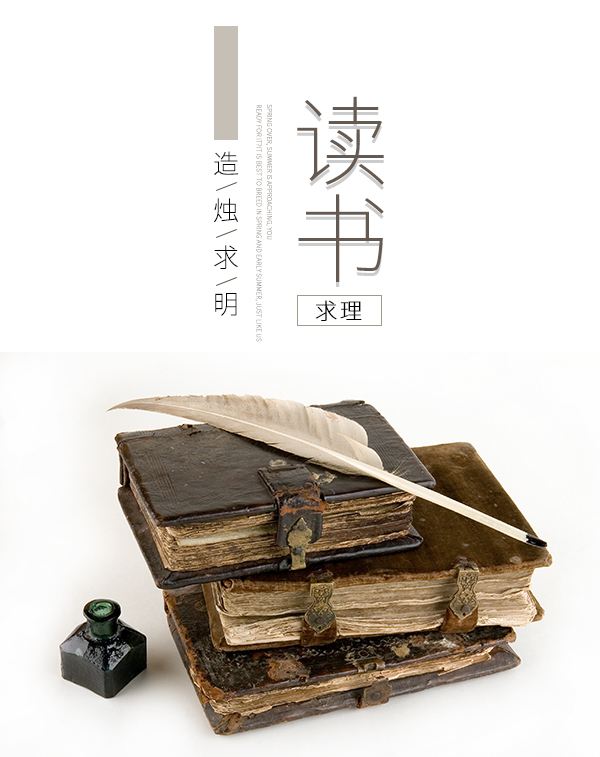 读书
求理
SPRING OVER, SUMMER IS APPROACHING, YOU
READY FOR IT?IT IS BEST TO BREED IN SPRING AND EARLY SUMMER, JUST LIKE US
造/烛/求/明